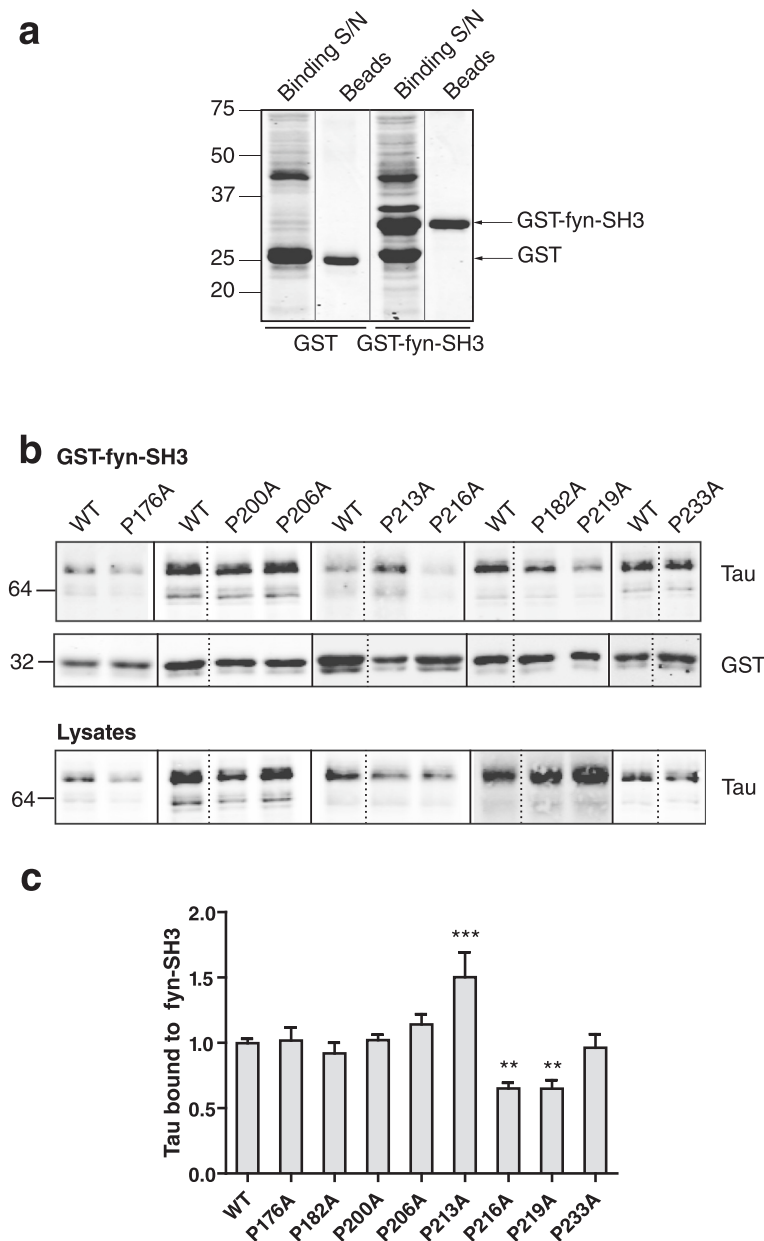 a
Binding S/N Beads Binding S/N Beads
75
50
37
25
20
GST-fyn-SH3
GST
GST GST-fyn-SH3
b GST-fyn-SH3
WT P176A WT P200A P206A WT P213A P216A WT P182A P219A WT P233A
64 Tau
32 GST
Lysates
64 Tau
c
Tau bound to fyn-SH3
2.0
1.5
1.0
0.5
0.0
***
** **
WT P176A P182A P200A P206A P213A P216A P219A P233A